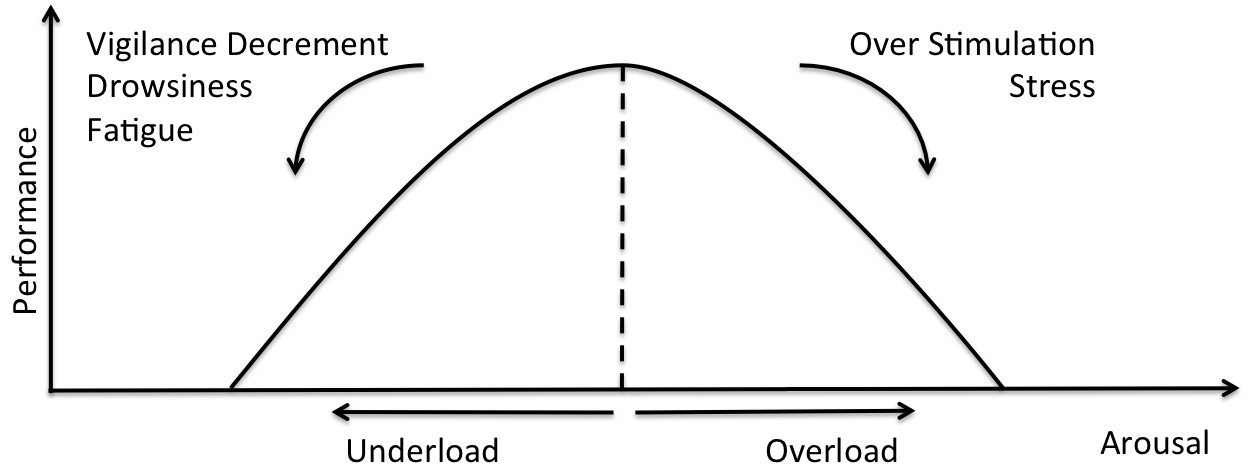 Vigilance Decrement
Drowsiness
Fatigue
Over Stimulation
Stress
Performance
Underload
Overload
Arousal